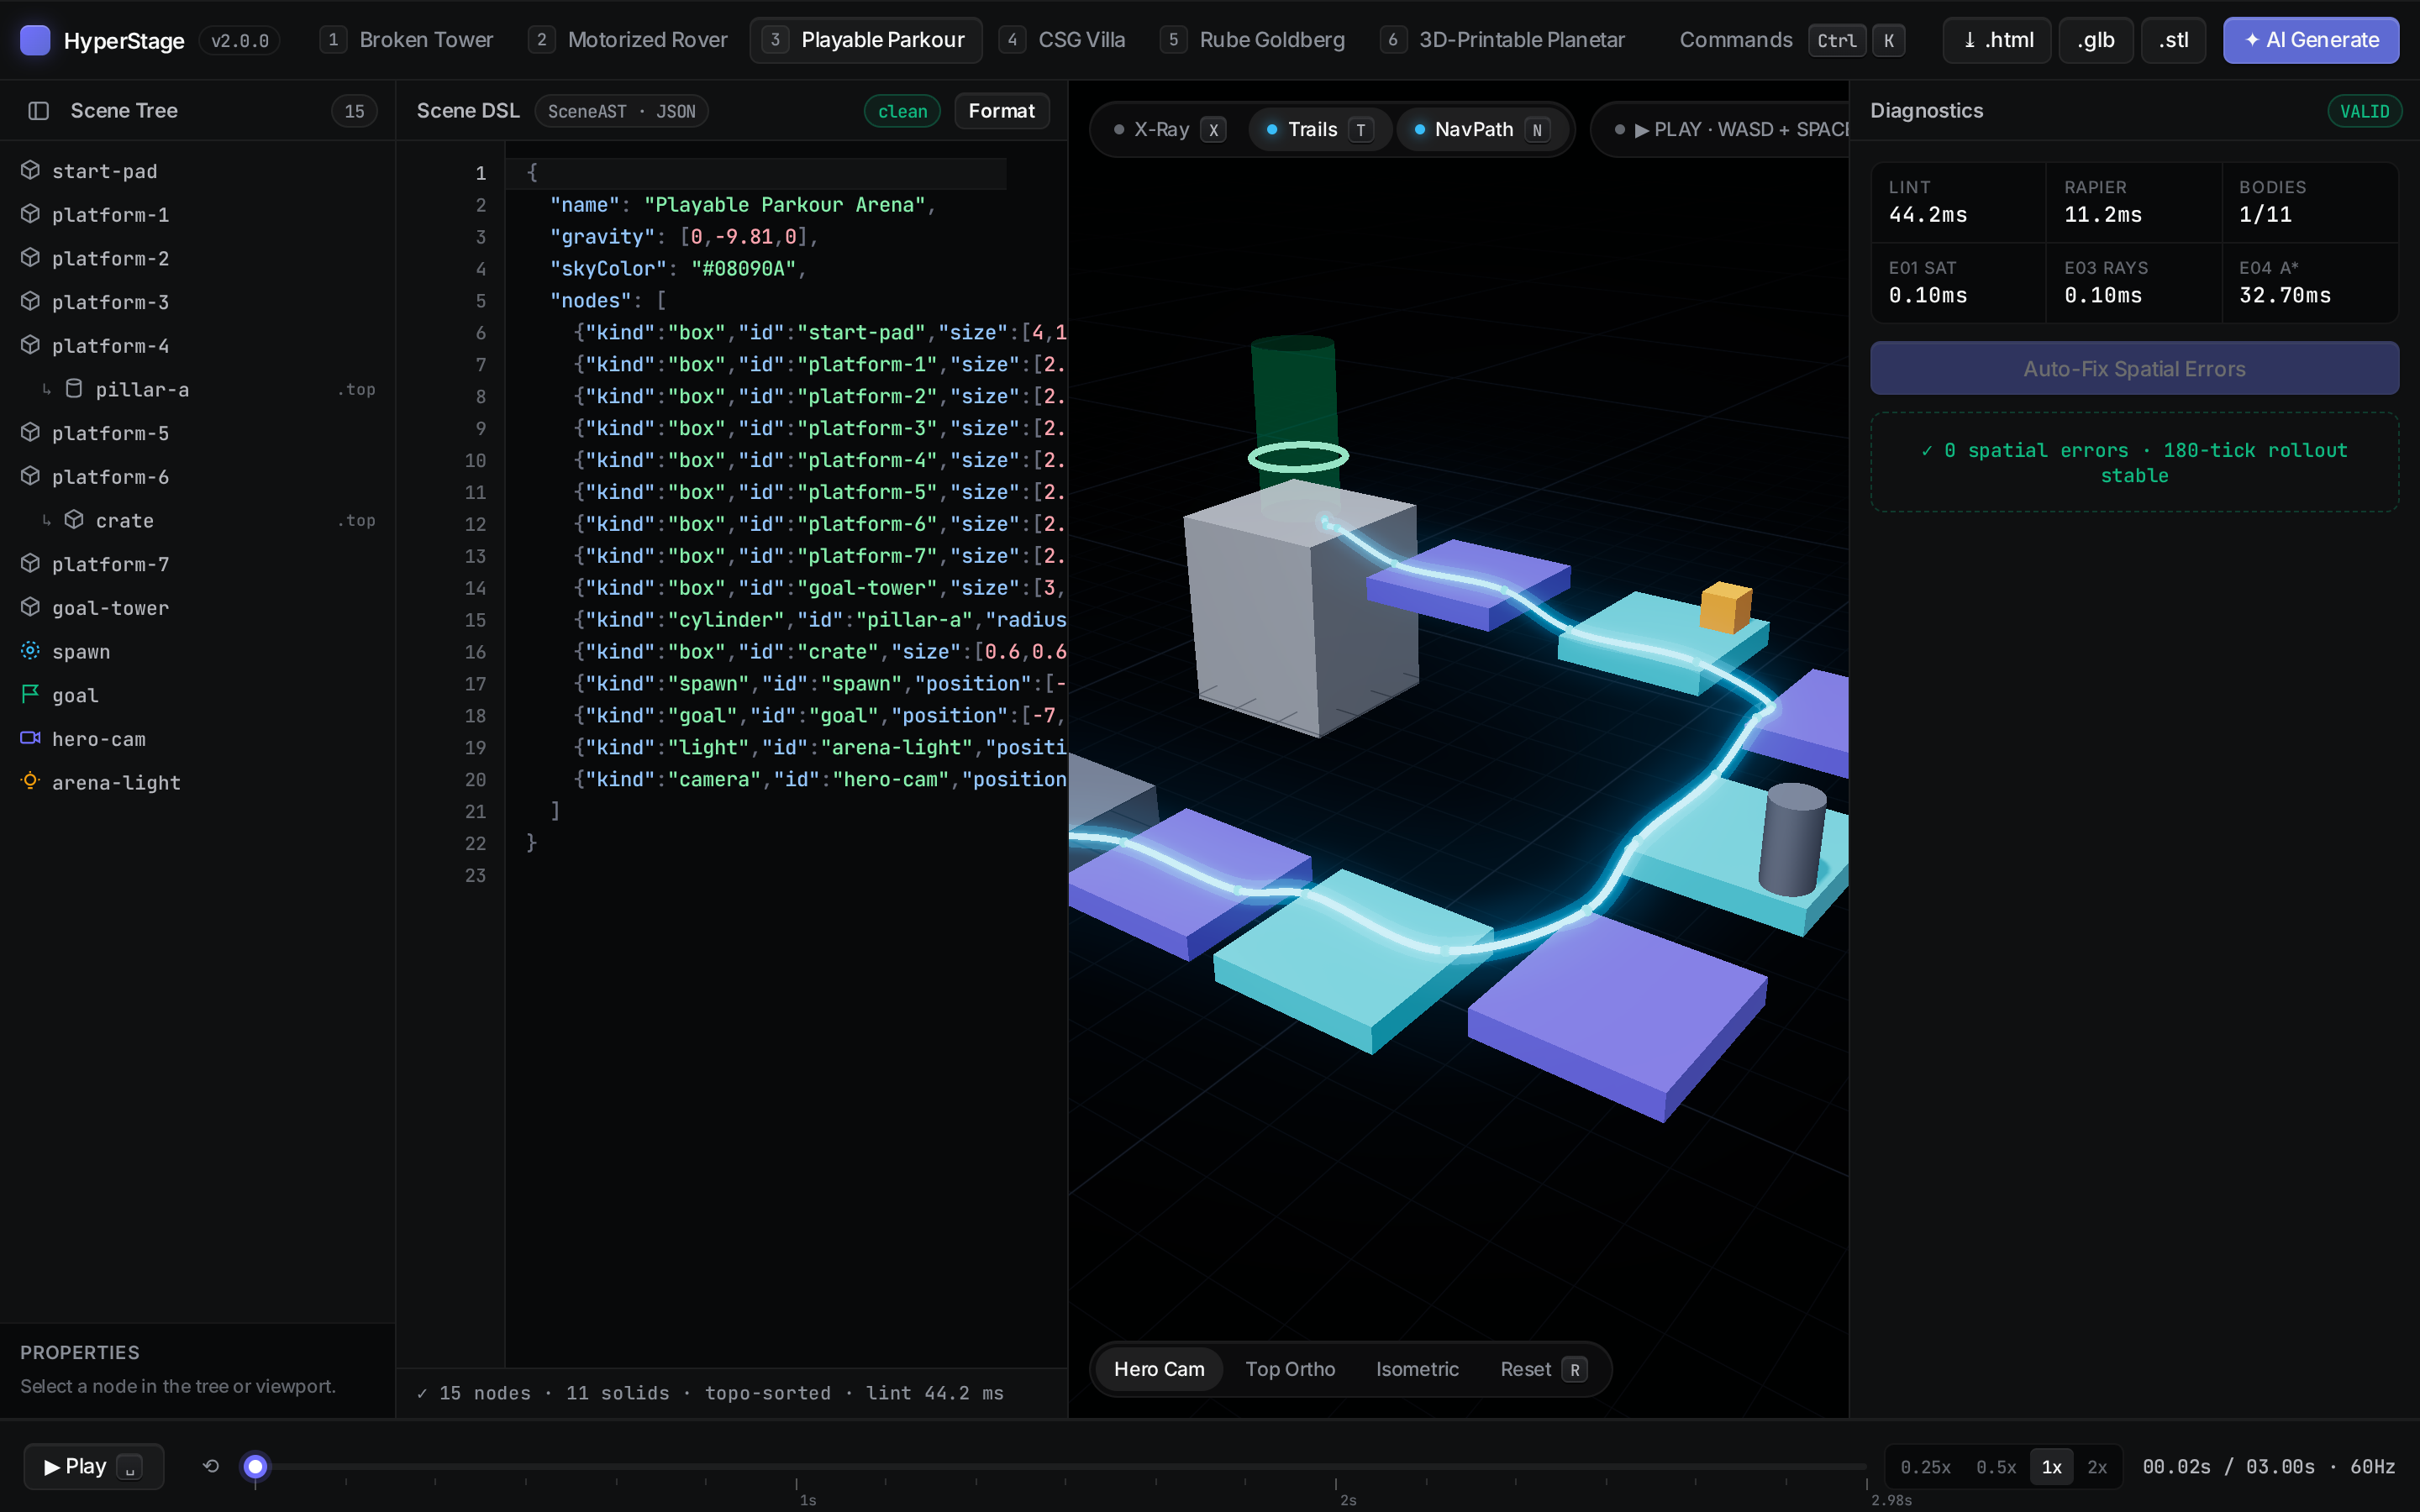 HyperStage v2.0.0 1 Broken Tower 2 Motorized Rover 3 Playable Parkour 4 CSG Villa 5 Rube Goldberg 6 3D-Printable Planetar Commands Ctrl K ⤓ .html .glb .stl ✦ AI Generate
Scene Tree 15
start-pad
platform-1
platform-2
platform-3
platform-4
↳ pillar-a .top
platform-5
platform-6
↳ crate .top
platform-7
goal-tower
spawn
goal
hero-cam
arena-light
PROPERTIES
Select a node in the tree or viewport.
Scene DSL SceneAST · JSON clean Format
1 {
2 "name": "Playable Parkour Arena",
3 "gravity": [0,-9.81,0],
4 "skyColor": "#08090A",
5 "nodes": [
6 {"kind":"box","id":"start-pad","size":[4,1
7 {"kind":"box","id":"platform-1","size":[2.
8 {"kind":"box","id":"platform-2","size":[2.
9 {"kind":"box","id":"platform-3","size":[2.
10 {"kind":"box","id":"platform-4","size":[2.
11 {"kind":"box","id":"platform-5","size":[2.
12 {"kind":"box","id":"platform-6","size":[2.
13 {"kind":"box","id":"platform-7","size":[2.
14 {"kind":"box","id":"goal-tower","size":[3,
15 {"kind":"cylinder","id":"pillar-a","radius
16 {"kind":"box","id":"crate","size":[0.6,0.6
17 {"kind":"spawn","id":"spawn","position":[-
18 {"kind":"goal","id":"goal","position":[-7,
19 {"kind":"light","id":"arena-light","positi
20 {"kind":"camera","id":"hero-cam","position
21 ]
22 }
23
✓ 15 nodes · 11 solids · topo-sorted · lint 44.2 ms
X-Ray X Trails T NavPath N ▶ PLAY · WASD + SPACE
Hero Cam Top Ortho Isometric Reset R
Diagnostics VALID
LINT RAPIER BODIES
44.2ms 11.2ms 1/11
E01 SAT E03 RAYS E04 A*
0.10ms 0.10ms 32.70ms
Auto-Fix Spatial Errors
✓ 0 spatial errors · 180-tick rollout
stable
▶ Play ␣ ⟲ 0.25x 0.5x 1x 2x 00.02s / 03.00s · 60Hz
1s 2s 2.98s